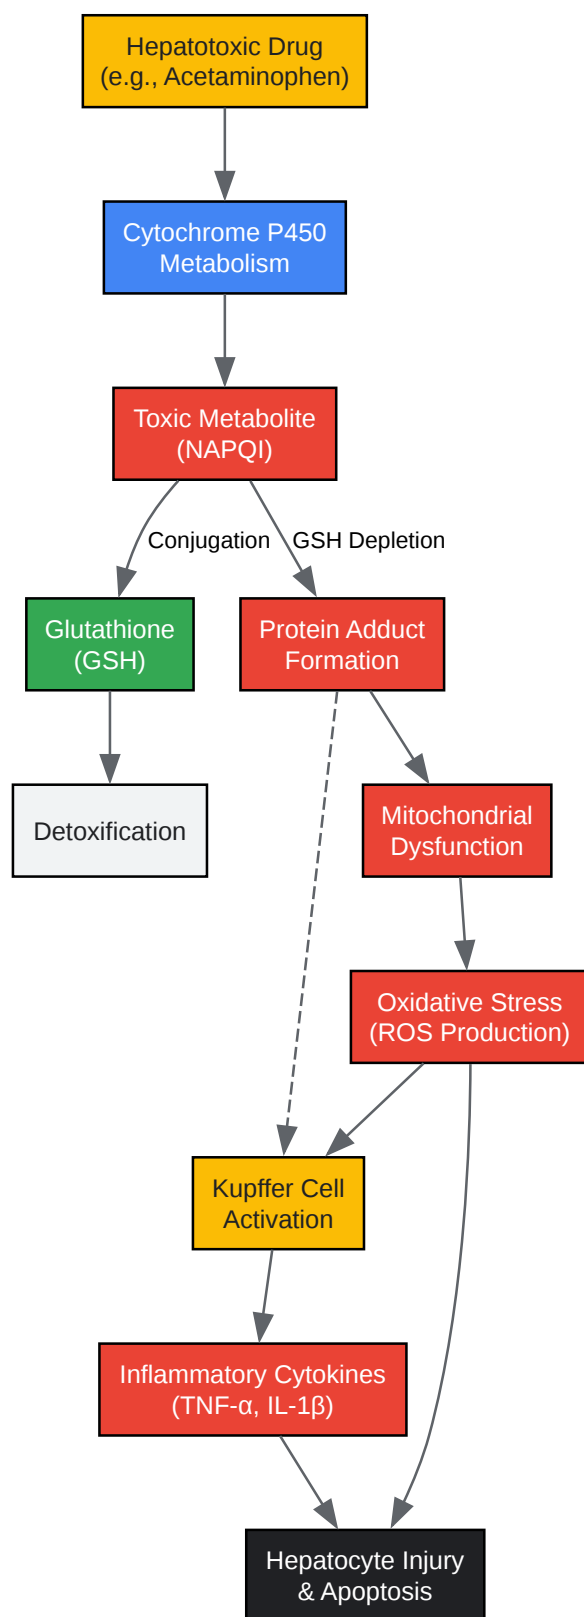 Hepatotoxic Drug
(e.g., Acetaminophen)
Cytochrome P450
Metabolism
Toxic Metabolite
(NAPQI)
Conjugation
GSH Depletion
Glutathione
(GSH)
Protein Adduct
Formation
Detoxification
Mitochondrial
Dysfunction
Oxidative Stress
(ROS Production)
Kupffer Cell
Activation
Inflammatory Cytokines
(TNF-α, IL-1β)
Hepatocyte Injury
& Apoptosis